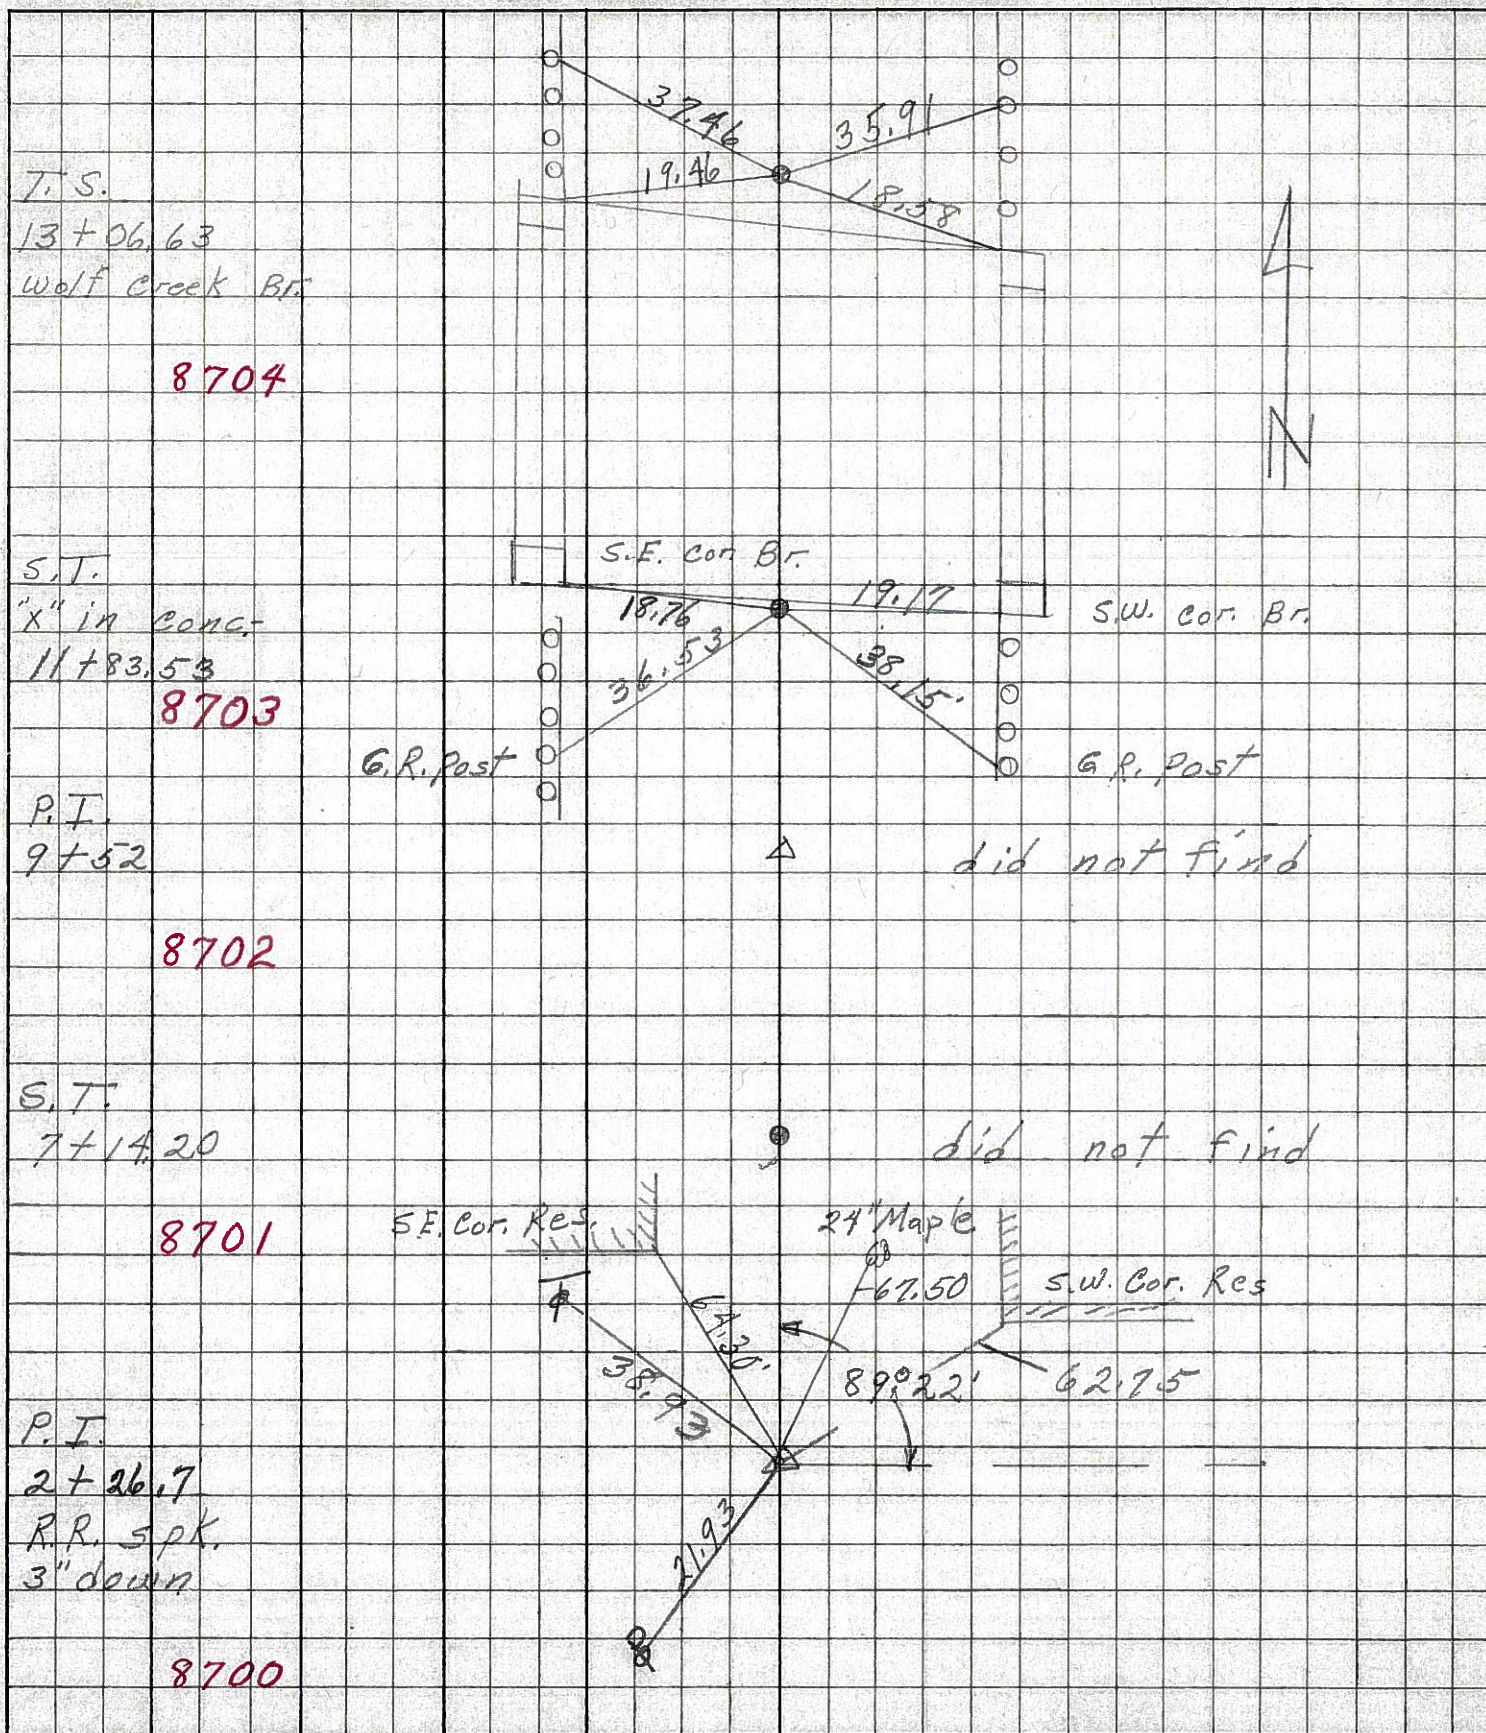 37.46
35.91
19.46
18.58
T.S.
13+06.63
Wolf Creek Br.
8704
N
S.T.
"X" in Conc.
11+83.53
8703
S.E. Cor. Br.
18.76
19.17
S.W. Cor. Br.
36.53
38.15'
G.R. Post
G.R. Post
P.I.
9+52
did not find
8702
S.T.
7+14.20
did not find
8701
S.E. Cor. Res.
24" Maple
67.50
S.W. Cor. Res
64.30'
38.93
89°22'
62.75
P.I.
2+26.7
R.R. spk.
3" down
21.93
8700